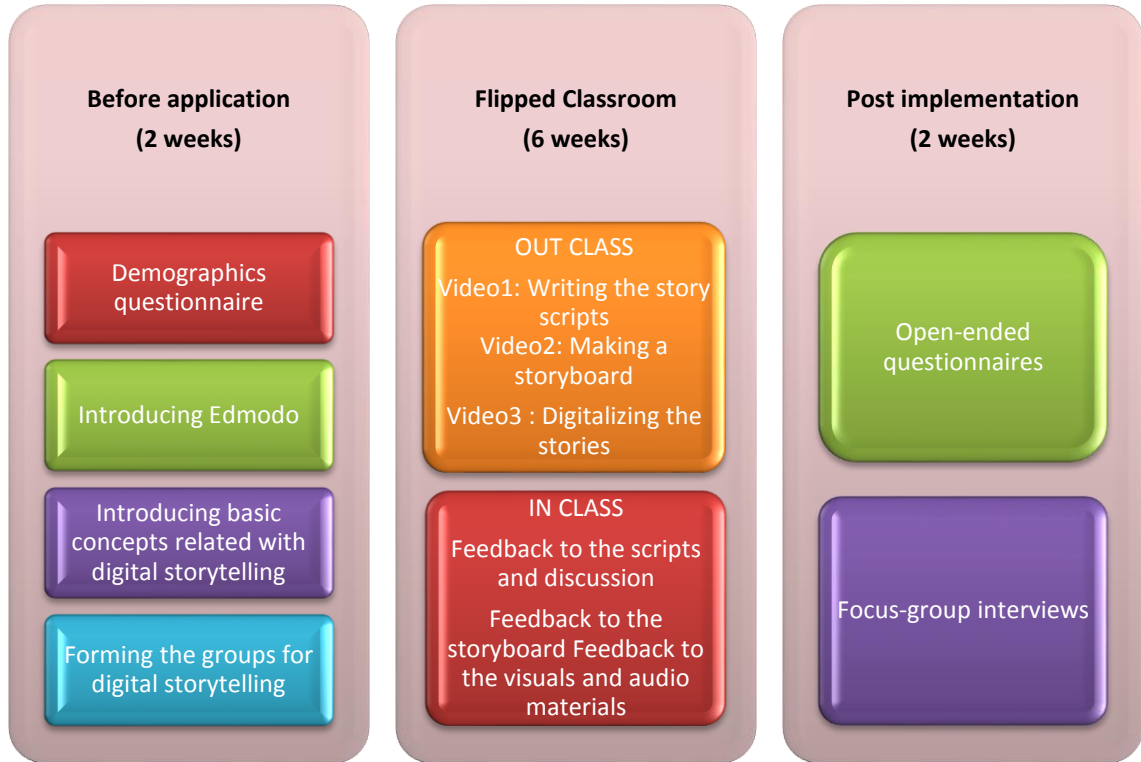 Before application
(2 weeks)
Demographics
questionnaire
Introducing Edmodo
Introducing basic
concepts related with
digital storytelling
Forming the groups for
digital storytelling
Flipped Classroom
(6 weeks)
OUT CLASS
Video1: Writing the story
scripts
Video2: Making a
storyboard
Video3 : Digitalizing the
stories
IN CLASS
Feedback to the scripts
and discussion
Feedback to the
storyboard Feedback to
the visuals and audio
materials
Post implementation
(2 weeks)
Open-ended
questionnaires
Focus-group interviews